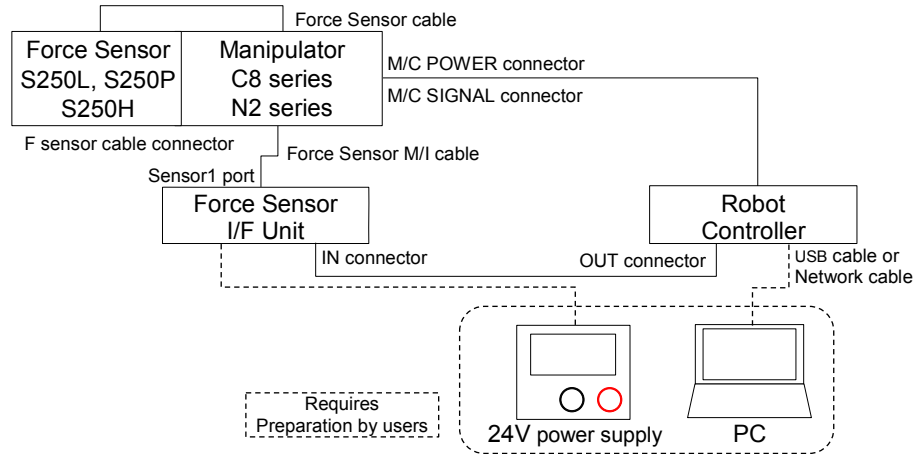 Force Sensor cable
Force Sensor
S250L, S250P
S250H
Manipulator
C8 series
N2 series
M/C POWER connector
M/C SIGNAL connector
F sensor cable connector
Force Sensor M/I cable
Sensor1 port
Force Sensor
I/F Unit
Robot
Controller
IN connector
OUT connector
USB cable or
Network cable
Requires
Preparation by users
24V power supply
PC